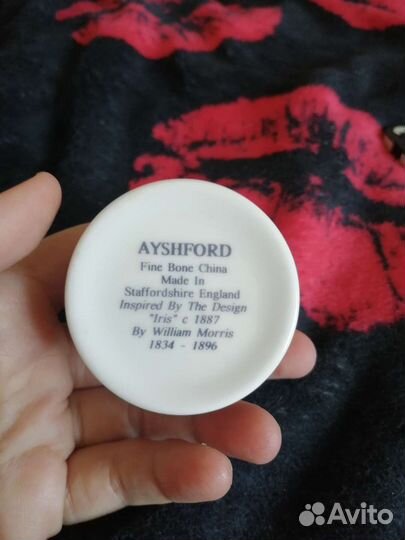 AYSHFORD
Fine Bone China
Made In
Staffordshire England
Inspired By The Design
"Iris" c 1887
By William Morris
1834 - 1896
Avito